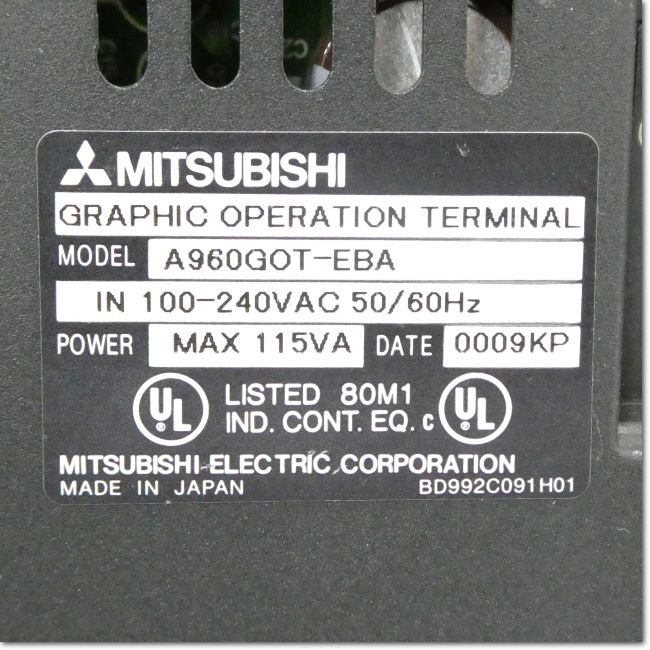 MITSUBISHI
GRAPHIC OPERATION TERMINAL
MODEL A960GOT-EBA
IN 100-240VAC 50/60Hz
POWER MAX 115VA DATE 0009KP
UL LISTED 80M1 IND. CONT. EQ. c UL
MITSUBISHI ELECTRIC CORPORATION
MADE IN JAPAN BD992C091H01